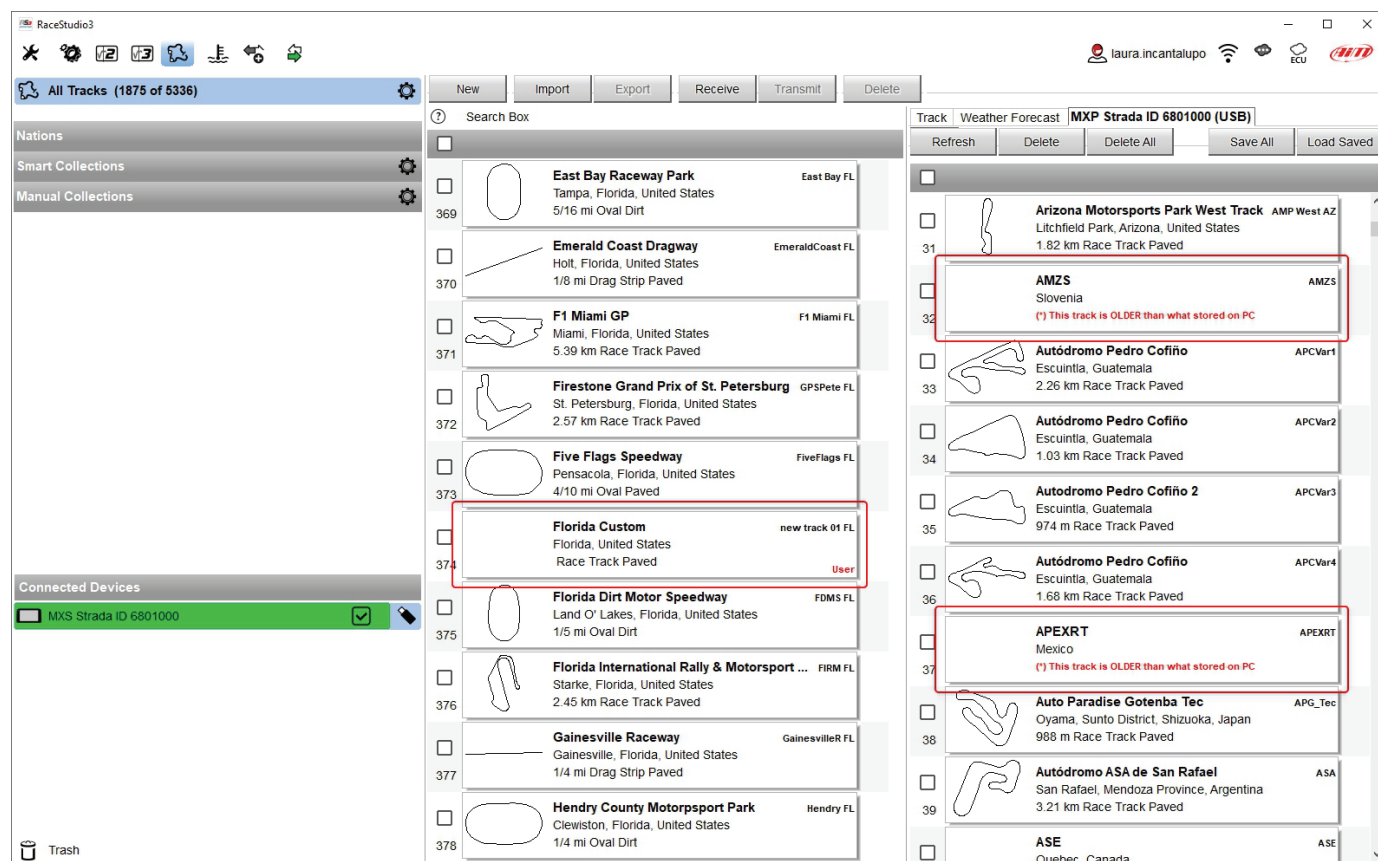 RaceStudio3
laura.incantalupo
ECU
AIM
All Tracks (1875 of 5336)
Nations
Smart Collections
Manual Collections
Connected Devices
MXS Strada ID 6801000
Trash
New Import Export Receive Transmit Delete
? Search Box
East Bay Raceway Park East Bay FL
Tampa, Florida, United States
369 5/16 mi Oval Dirt
Emerald Coast Dragway EmeraldCoast FL
Holt, Florida, United States
370 1/8 mi Drag Strip Paved
F1 Miami GP F1 Miami FL
Miami, Florida, United States
371 5.39 km Race Track Paved
Firestone Grand Prix of St. Petersburg GPSPete FL
St. Petersburg, Florida, United States
372 2.57 km Race Track Paved
Five Flags Speedway FiveFlags FL
Pensacola, Florida, United States
373 4/10 mi Oval Paved
Florida Custom new track 01 FL
Florida, United States
374 Race Track Paved User
Florida Dirt Motor Speedway FDMS FL
Land O' Lakes, Florida, United States
375 1/5 mi Oval Dirt
Florida International Rally & Motorsport ... FIRM FL
Starke, Florida, United States
376 2.45 km Race Track Paved
Gainesville Raceway GainesvilleR FL
Gainesville, Florida, United States
377 1/4 mi Drag Strip Paved
Hendry County Motorpsport Park Hendry FL
Clewiston, Florida, United States
378 1/4 mi Oval Dirt
Track Weather Forecast MXP Strada ID 6801000 (USB)
Refresh Delete Delete All Save All Load Saved
Arizona Motorsports Park West Track AMP West AZ
Litchfield Park, Arizona, United States
31 1.82 km Race Track Paved
AMZS AMZS
Slovenia
32 (*) This track is OLDER than what stored on PC
Autódromo Pedro Cofiño APCVar1
Escuintla, Guatemala
33 2.26 km Race Track Paved
Autódromo Pedro Cofiño APCVar2
Escuintla, Guatemala
34 1.03 km Race Track Paved
Autodromo Pedro Cofiño 2 APCVar3
Escuintla, Guatemala
35 974 m Race Track Paved
Autódromo Pedro Cofiño APCVar4
Escuintla, Guatemala
36 1.68 km Race Track Paved
APEXRT APEXRT
Mexico
37 (*) This track is OLDER than what stored on PC
Auto Paradise Gotenba Tec APG_Tec
Oyama, Sunto District, Shizuoka, Japan
38 988 m Race Track Paved
Autódromo ASA de San Rafael ASA
San Rafael, Mendoza Province, Argentina
39 3.21 km Race Track Paved
ASE ASE
Quebec, Canada